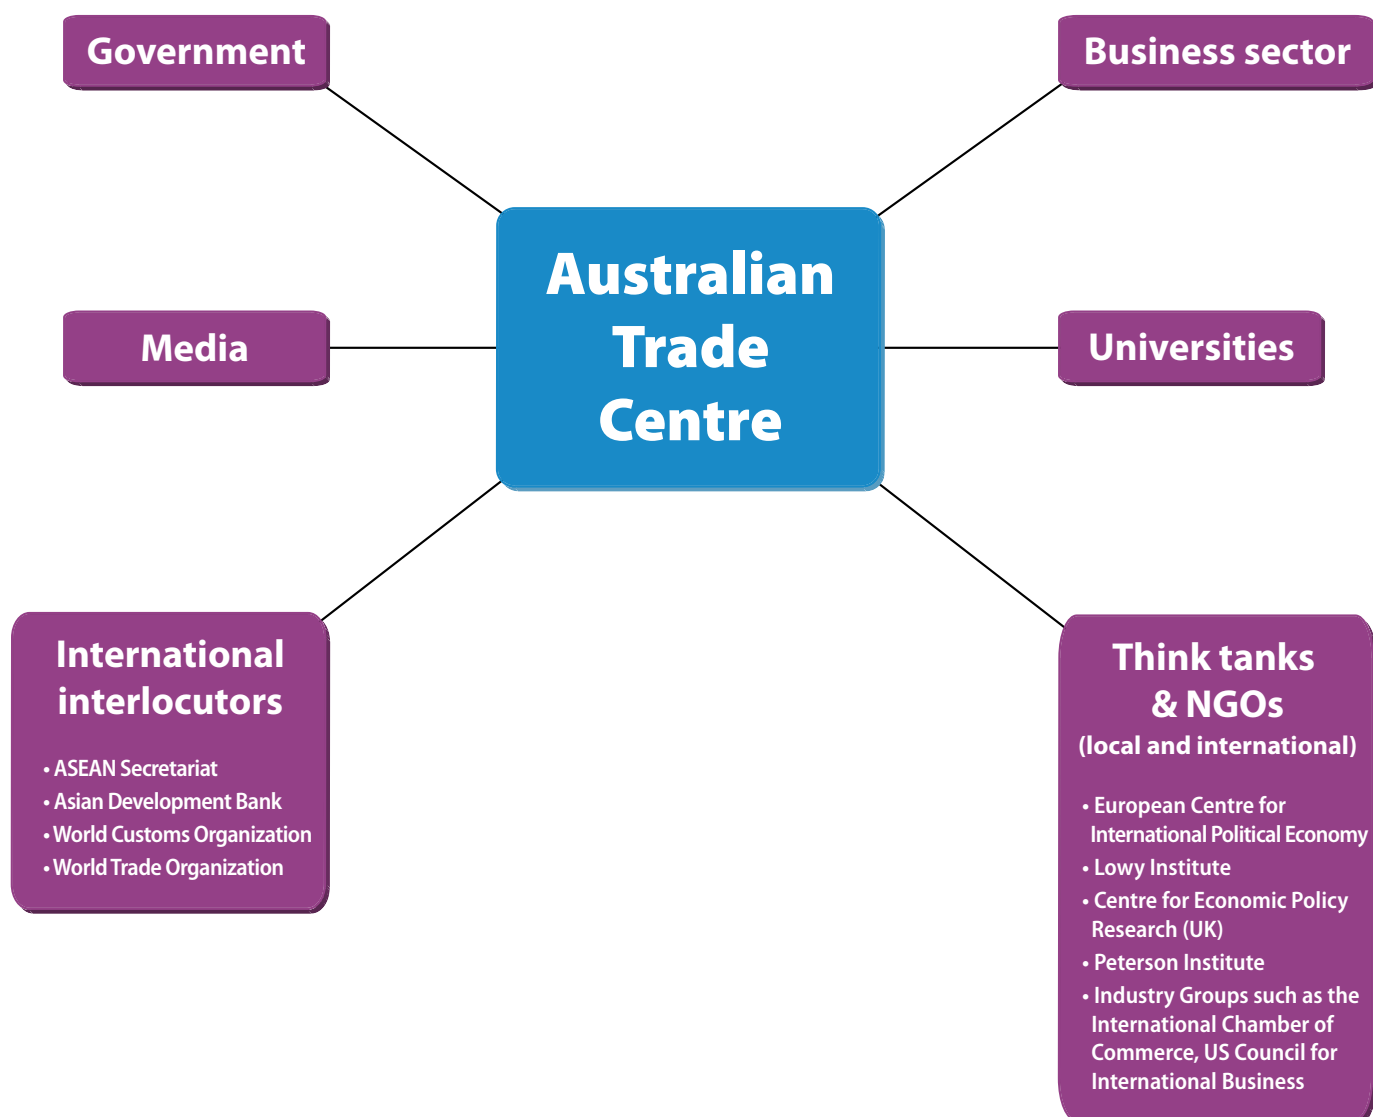 Government
Business sector
Australian
Trade
Centre
Media
Universities
International
interlocutors
• ASEAN Secretariat
• Asian Development Bank
• World Customs Organization
• World Trade Organization
Think tanks
& NGOs
(local and international)
• European Centre for
International Political Economy
• Lowy Institute
• Centre for Economic Policy
Research (UK)
• Peterson Institute
• Industry Groups such as the
International Chamber of
Commerce, US Council for
International Business